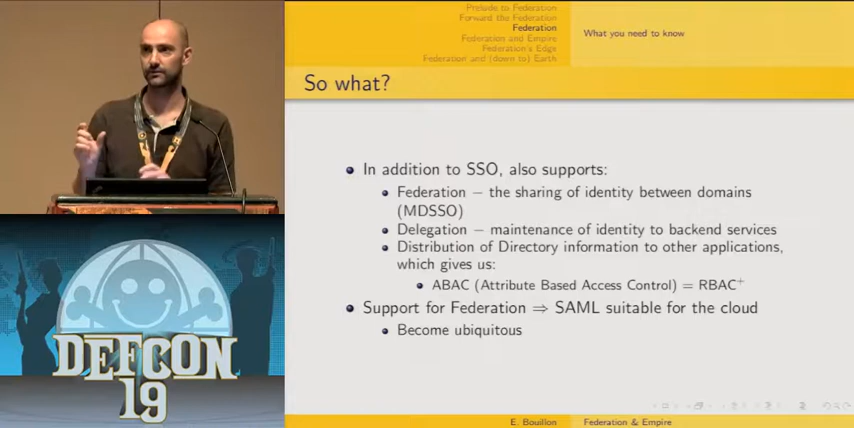 Prelude to Federation
Forward the Federation
Federation
Federation and Empire
Federation's Edge
Federation and (down to) Earth
What you need to know
So what?
In addition to SSO, also supports:
Federation – the sharing of identity between domains
(MDSSO)
Delegation – maintenance of identity to backend services
Distribution of Directory information to other applications,
which gives us:
ABAC (Attribute Based Access Control) = RBAC+
Support for Federation ⇒ SAML suitable for the cloud
Become ubiquitous
E. Bouillon
Federation & Empire
DEFCON
19